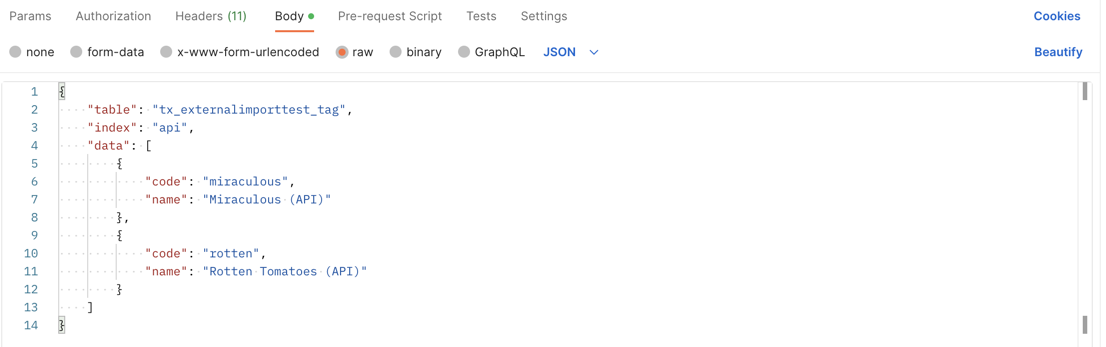 Params Authorization Headers (11) Body Pre-request Script Tests Settings Cookies
none form-data x-www-form-urlencoded raw binary GraphQL JSON Beautify
1 {
2 "table": "tx_externalimporttest_tag",
3 "index": "api",
4 "data": [
5 {
6 "code": "miraculous",
7 "name": "Miraculous (API)"
8 },
9 {
10 "code": "rotten",
11 "name": "Rotten Tomatoes (API)"
12 }
13 ]
14 }